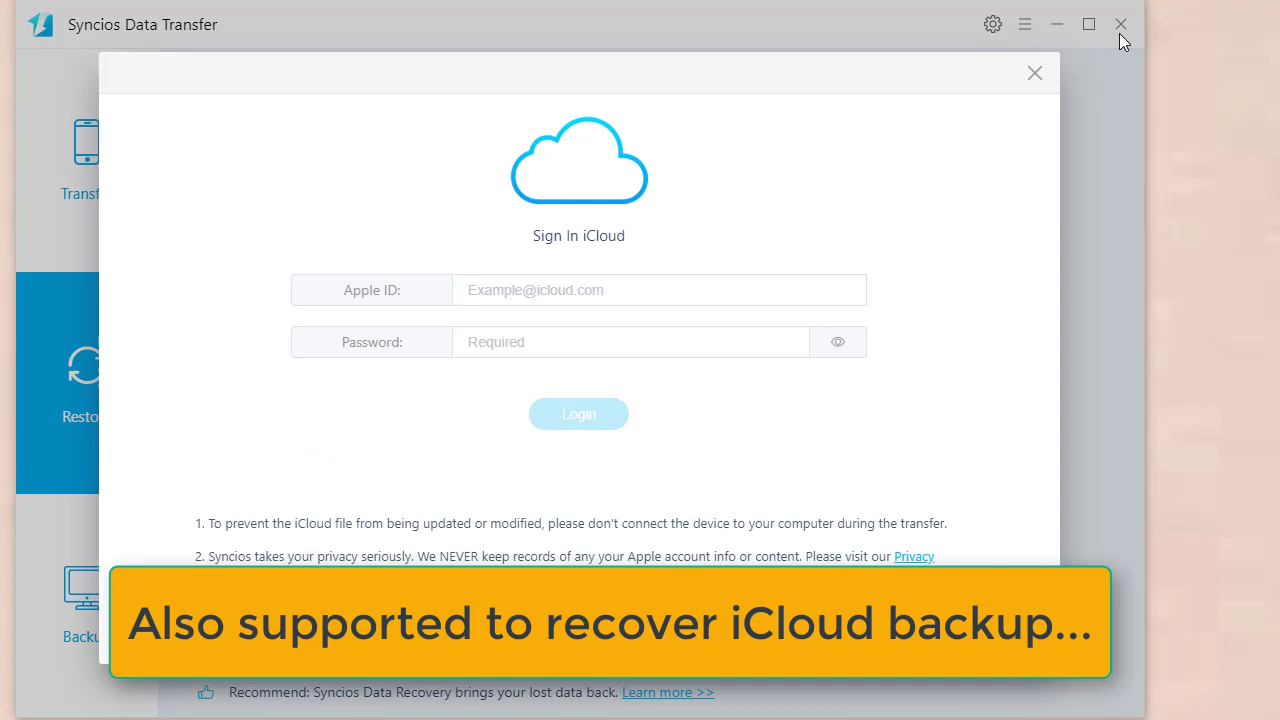 Syncios Data Transfer
Transf
Sign In iCloud
Apple ID: Example@icloud.com
Password: Required
Login
Resto
1. To prevent the iCloud file from being updated or modified, please don't connect the device to your computer during the transfer.
2. Syncios takes your privacy seriously. We NEVER keep records of any your Apple account info or content. Please visit our Privacy
Also supported to recover iCloud backup...
Backu
Recommend: Syncios Data Recovery brings your lost data back. Learn more >>